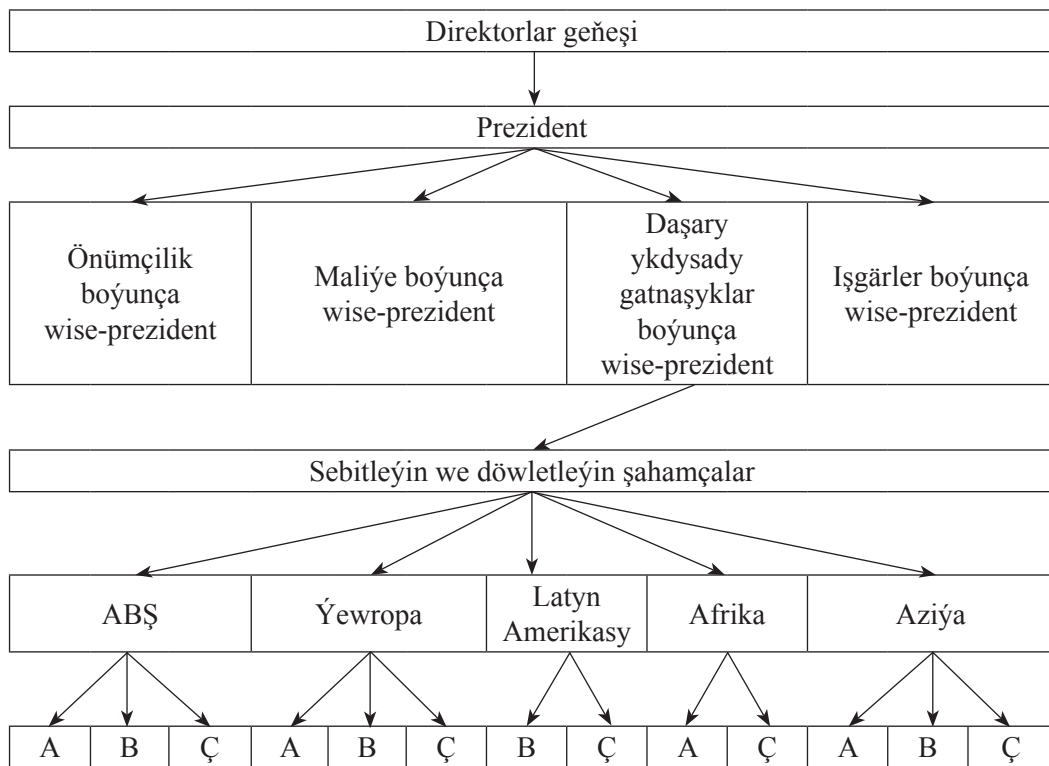 Direktorlar geňeşi
Prezident
Önümçilik
boýunça
wise-prezident
Maliýe boýunça
wise-prezident
Daşary
ykdysady
gatnaşyklar
boýunça
wise-prezident
Işgärler boýunça
wise-prezident
Sebitleýin we döwletleýin şahamçalar
ABŞ
Ýewropa
Latyn
Amerikasy
Afrika
Aziýa
A B Ç A B Ç B Ç A Ç A B Ç